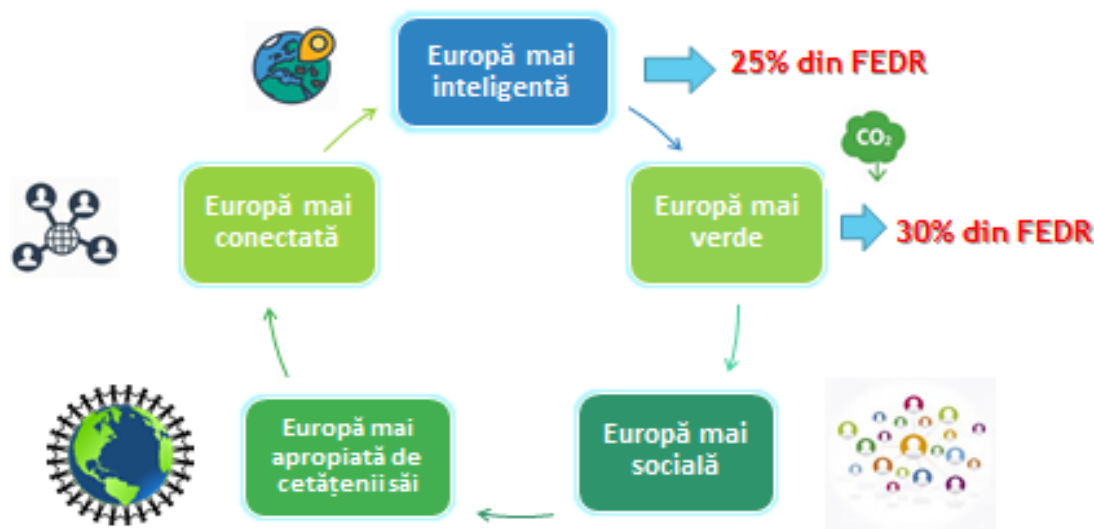 Europă mai
inteligentă
25% din FEDR
CO₂
Europă mai
conectată
Europă mai
verde
30% din FEDR
Europă mai
apropiată de
cetățenii săi
Europă mai
socială